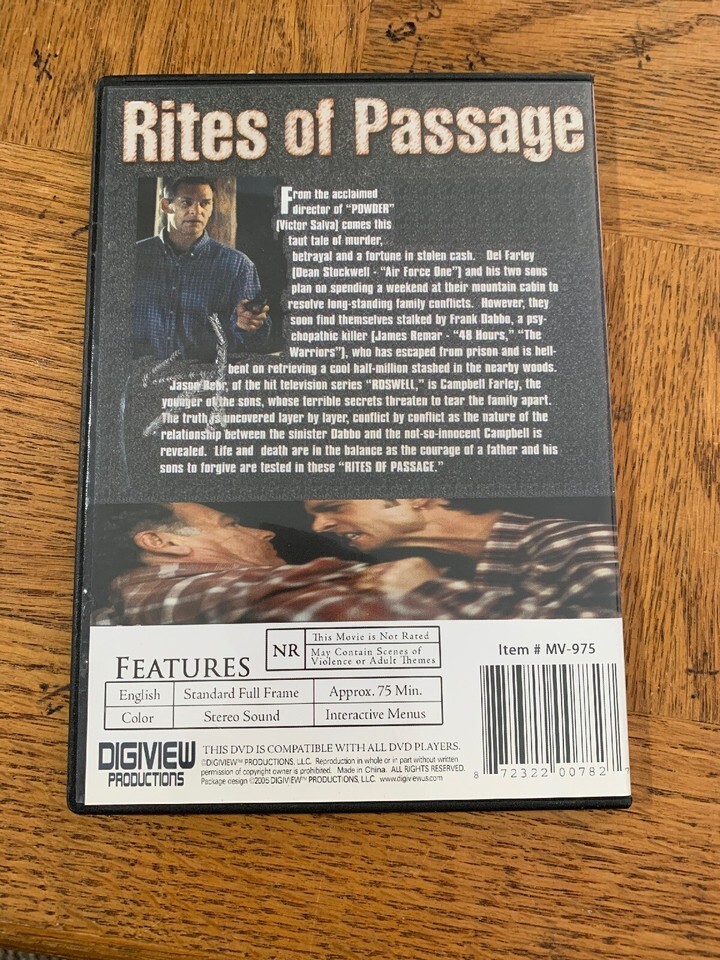 Rites of Passage
From the acclaimed
director of "POWDER"
(Victor Salva) comes this
taut tale of murder,
betrayal and a fortune in stolen cash. Del Farley
(Dean Stockwell - "Air Force One") and his two sons
plan on spending a weekend at their mountain cabin to
resolve long-standing family conflicts. However, they
soon find themselves stalked by Frank Dabbo, a psy-
chopathic killer (James Remar - "48 Hours," "The
Warriors"), who has escaped from prison and is hell-
bent on retrieving a cool half-million stashed in the nearby woods.
Jason Behr, of the hit television series "ROSWELL," is Campbell Farley, the
younger of the sons, whose terrible secrets threaten to tear the family apart.
The truth is uncovered layer by layer, conflict by conflict as the nature of the
relationship between the sinister Dabbo and the not-so-innocent Campbell is
revealed. Life and death are in the balance as the courage of a father and his
sons to forgive are tested in these "RITES OF PASSAGE."
FEATURES
NR
This Movie is Not Rated
May Contain Scenes of
Violence or Adult Themes
English Standard Full Frame Approx. 75 Min.
Color Stereo Sound Interactive Menus
Item # MV-975
8 72322 00782 7
DIGIVIEW
PRODUCTIONS
THIS DVD IS COMPATIBLE WITH ALL DVD PLAYERS.
©DIGIVIEW™ PRODUCTIONS, LLC. Reproduction in whole or in part without written
permission of copyright owner is prohibited. Made in China. ALL RIGHTS RESERVED.
Package design ©2005 DIGIVIEW™ PRODUCTIONS, LLC. www.digiviewus.com